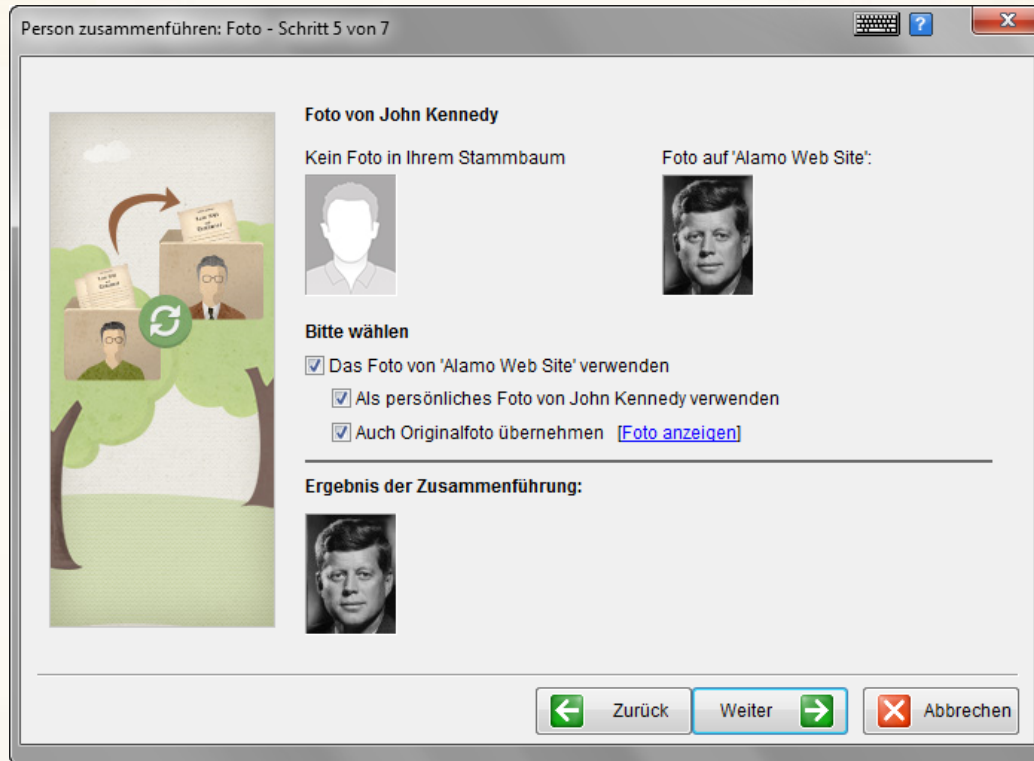 Person zusammenführen: Foto - Schritt 5 von 7
Foto von John Kennedy
Kein Foto in Ihrem Stammbaum
Foto auf 'Alamo Web Site':
Bitte wählen
Das Foto von 'Alamo Web Site' verwenden
Als persönliches Foto von John Kennedy verwenden
Auch Originalfoto übernehmen [Foto anzeigen]
Ergebnis der Zusammenführung:
Zurück
Weiter
Abbrechen